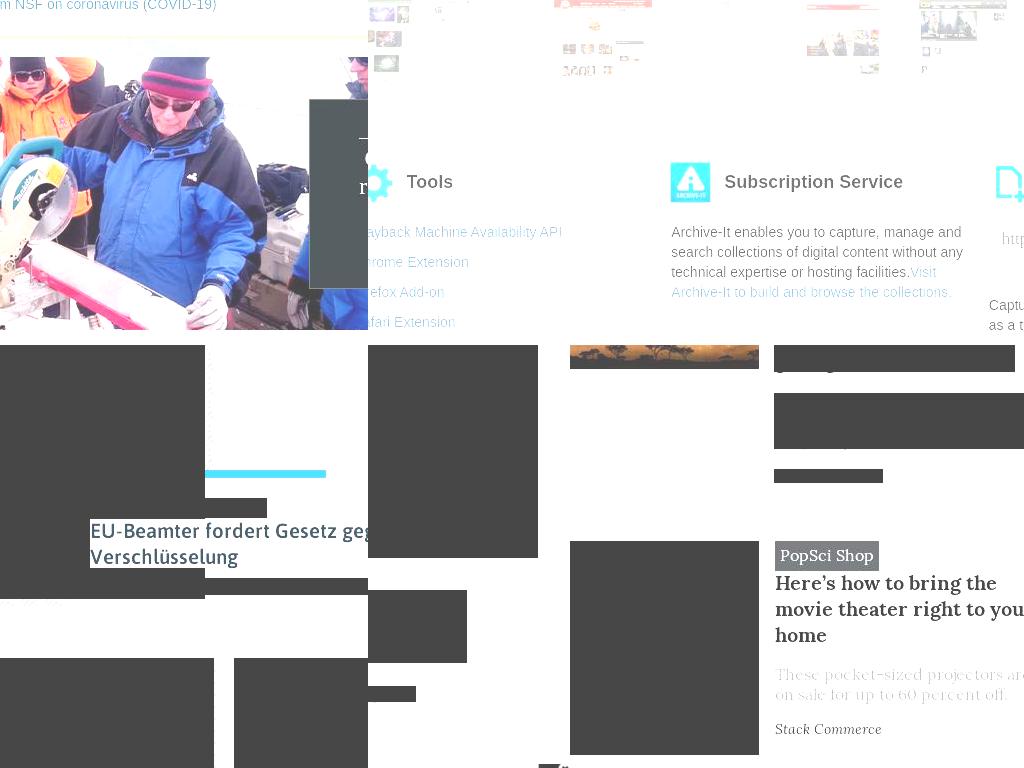 m NSF on coronavirus (COVID-19)
Tools
ayback Machine Availability API
hrome Extension
efox Add-on
afari Extension
Subscription Service
Archive-It enables you to capture, manage and
search collections of digital content without any
technical expertise or hosting facilities.Visit
Archive-It to build and browse the collections.
http
Captu
as a t
EU-Beamter fordert Gesetz geg
Verschlüsselung
PopSci Shop
Here’s how to bring the
movie theater right to you
home
These pocket-sized projectors are
on sale for up to 60 percent off.
Stack Commerce